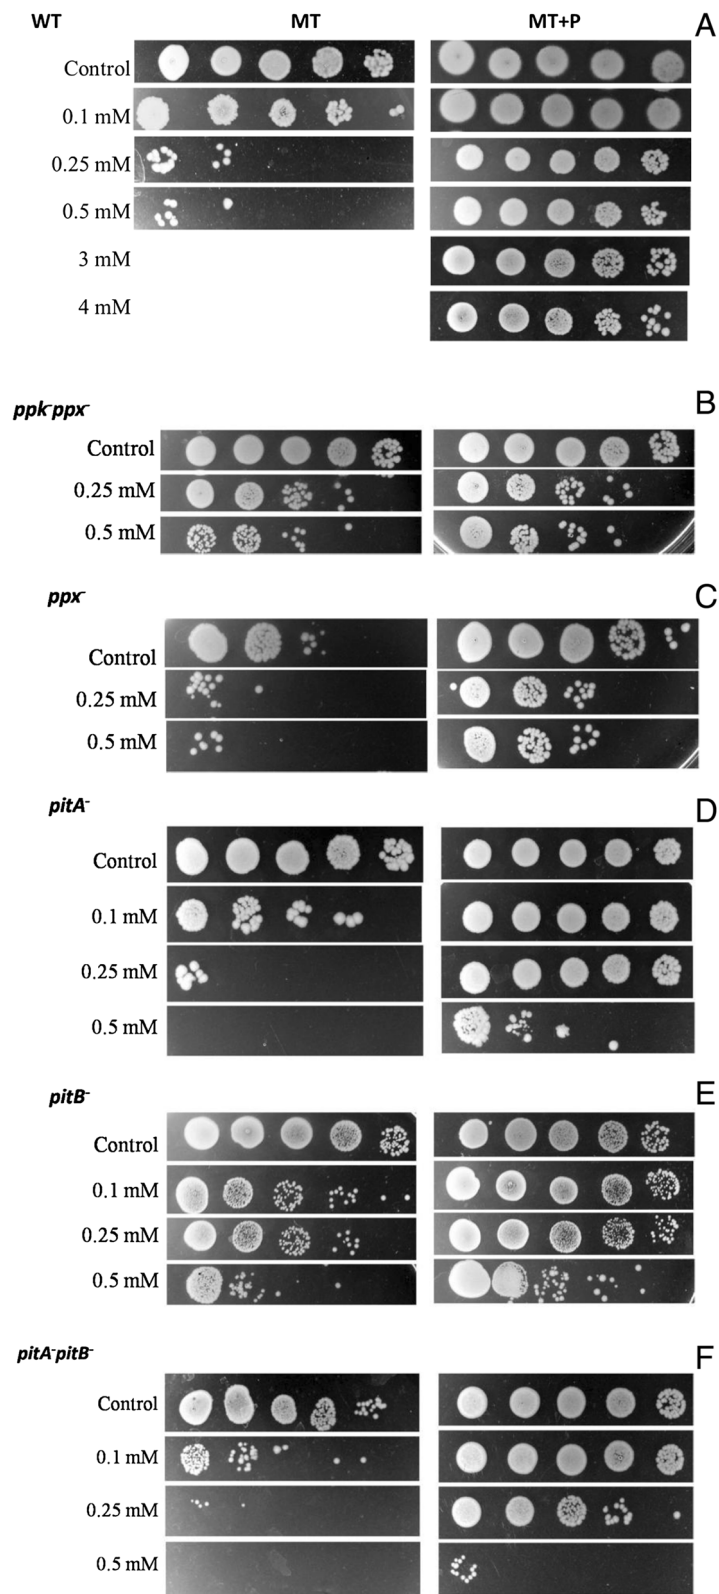 WT MT MT+P A
Control
0.1 mM
0.25 mM
0.5 mM
3 mM
4 mM
ppk-ppx- B
Control
0.25 mM
0.5 mM
ppx- C
Control
0.25 mM
0.5 mM
pitA- D
Control
0.1 mM
0.25 mM
0.5 mM
pitB- E
Control
0.1 mM
0.25 mM
0.5 mM
pitA-pitB- F
Control
0.1 mM
0.25 mM
0.5 mM